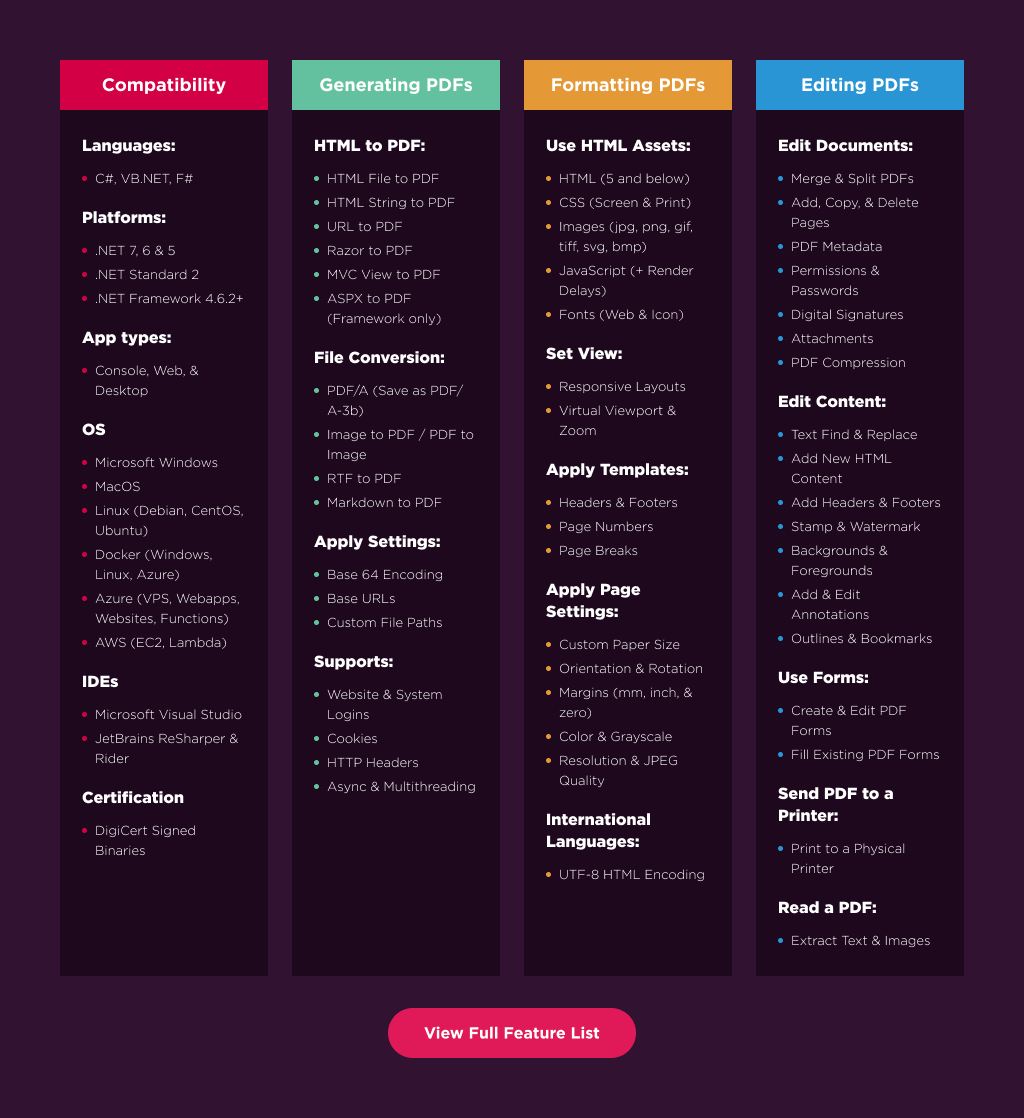 Compatibility
Languages:
C#, VB.NET, F#
Platforms:
.NET 7, 6 & 5
.NET Standard 2
.NET Framework 4.6.2+
App types:
Console, Web, &
Desktop
OS
Microsoft Windows
MacOS
Linux (Debian, CentOS,
Ubuntu)
Docker (Windows,
Linux, Azure)
Azure (VPS, Webapps,
Websites, Functions)
AWS (EC2, Lambda)
IDEs
Microsoft Visual Studio
JetBrains ReSharper &
Rider
Certification
DigiCert Signed
Binaries
Generating PDFs
HTML to PDF:
HTML File to PDF
HTML String to PDF
URL to PDF
Razor to PDF
MVC View to PDF
ASPX to PDF
(Framework only)
File Conversion:
PDF/A (Save as PDF/
A-3b)
Image to PDF / PDF to
Image
RTF to PDF
Markdown to PDF
Apply Settings:
Base 64 Encoding
Base URLs
Custom File Paths
Supports:
Website & System
Logins
Cookies
HTTP Headers
Async & Multithreading
Formatting PDFs
Use HTML Assets:
HTML (5 and below)
CSS (Screen & Print)
Images (jpg, png, gif,
tiff, svg, bmp)
JavaScript (+ Render
Delays)
Fonts (Web & Icon)
Set View:
Responsive Layouts
Virtual Viewport &
Zoom
Apply Templates:
Headers & Footers
Page Numbers
Page Breaks
Apply Page
Settings:
Custom Paper Size
Orientation & Rotation
Margins (mm, inch, &
zero)
Color & Grayscale
Resolution & JPEG
Quality
International
Languages:
UTF-8 HTML Encoding
Editing PDFs
Edit Documents:
Merge & Split PDFs
Add, Copy, & Delete
Pages
PDF Metadata
Permissions &
Passwords
Digital Signatures
Attachments
PDF Compression
Edit Content:
Text Find & Replace
Add New HTML
Content
Add Headers & Footers
Stamp & Watermark
Backgrounds &
Foregrounds
Add & Edit
Annotations
Outlines & Bookmarks
Use Forms:
Create & Edit PDF
Forms
Fill Existing PDF Forms
Send PDF to a
Printer:
Print to a Physical
Printer
Read a PDF:
Extract Text & Images
View Full Feature List